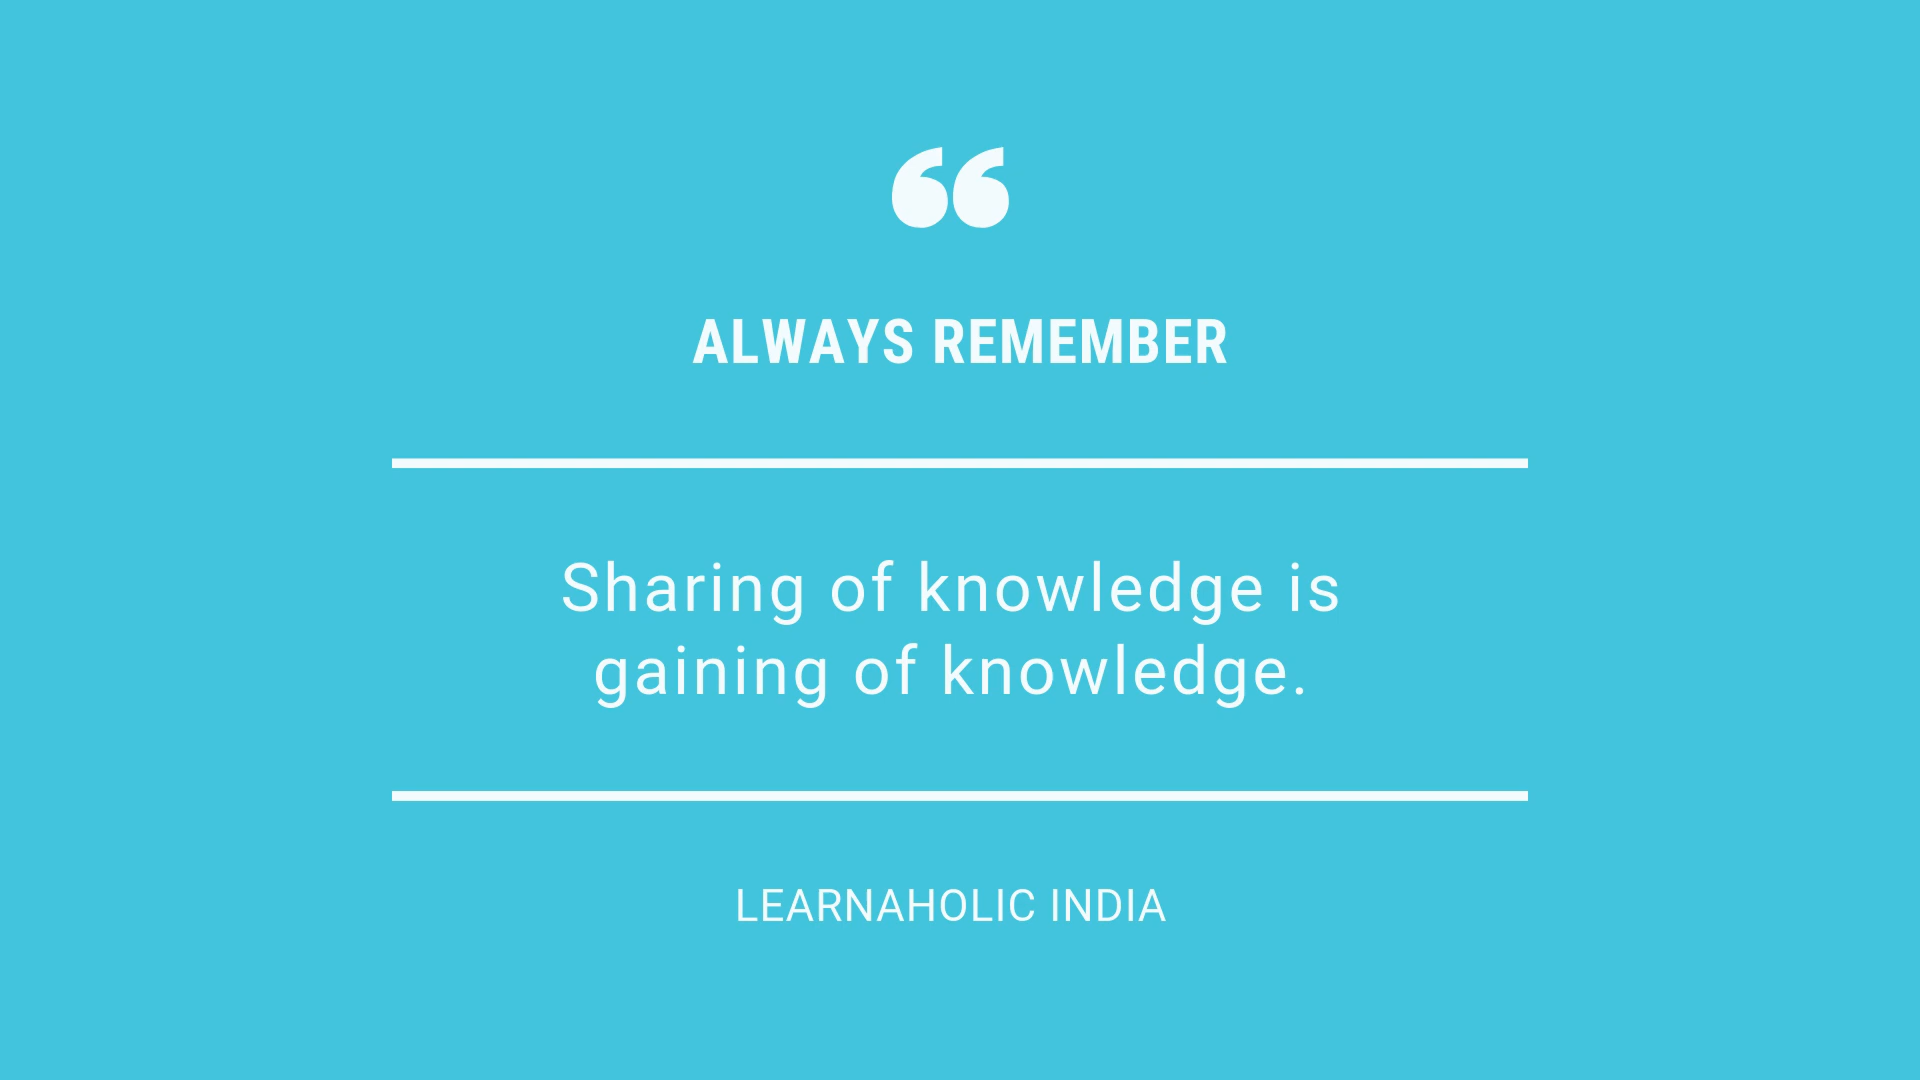 “
ALWAYS REMEMBER
Sharing of knowledge is
gaining of knowledge.
LEARNAHOLIC INDIA